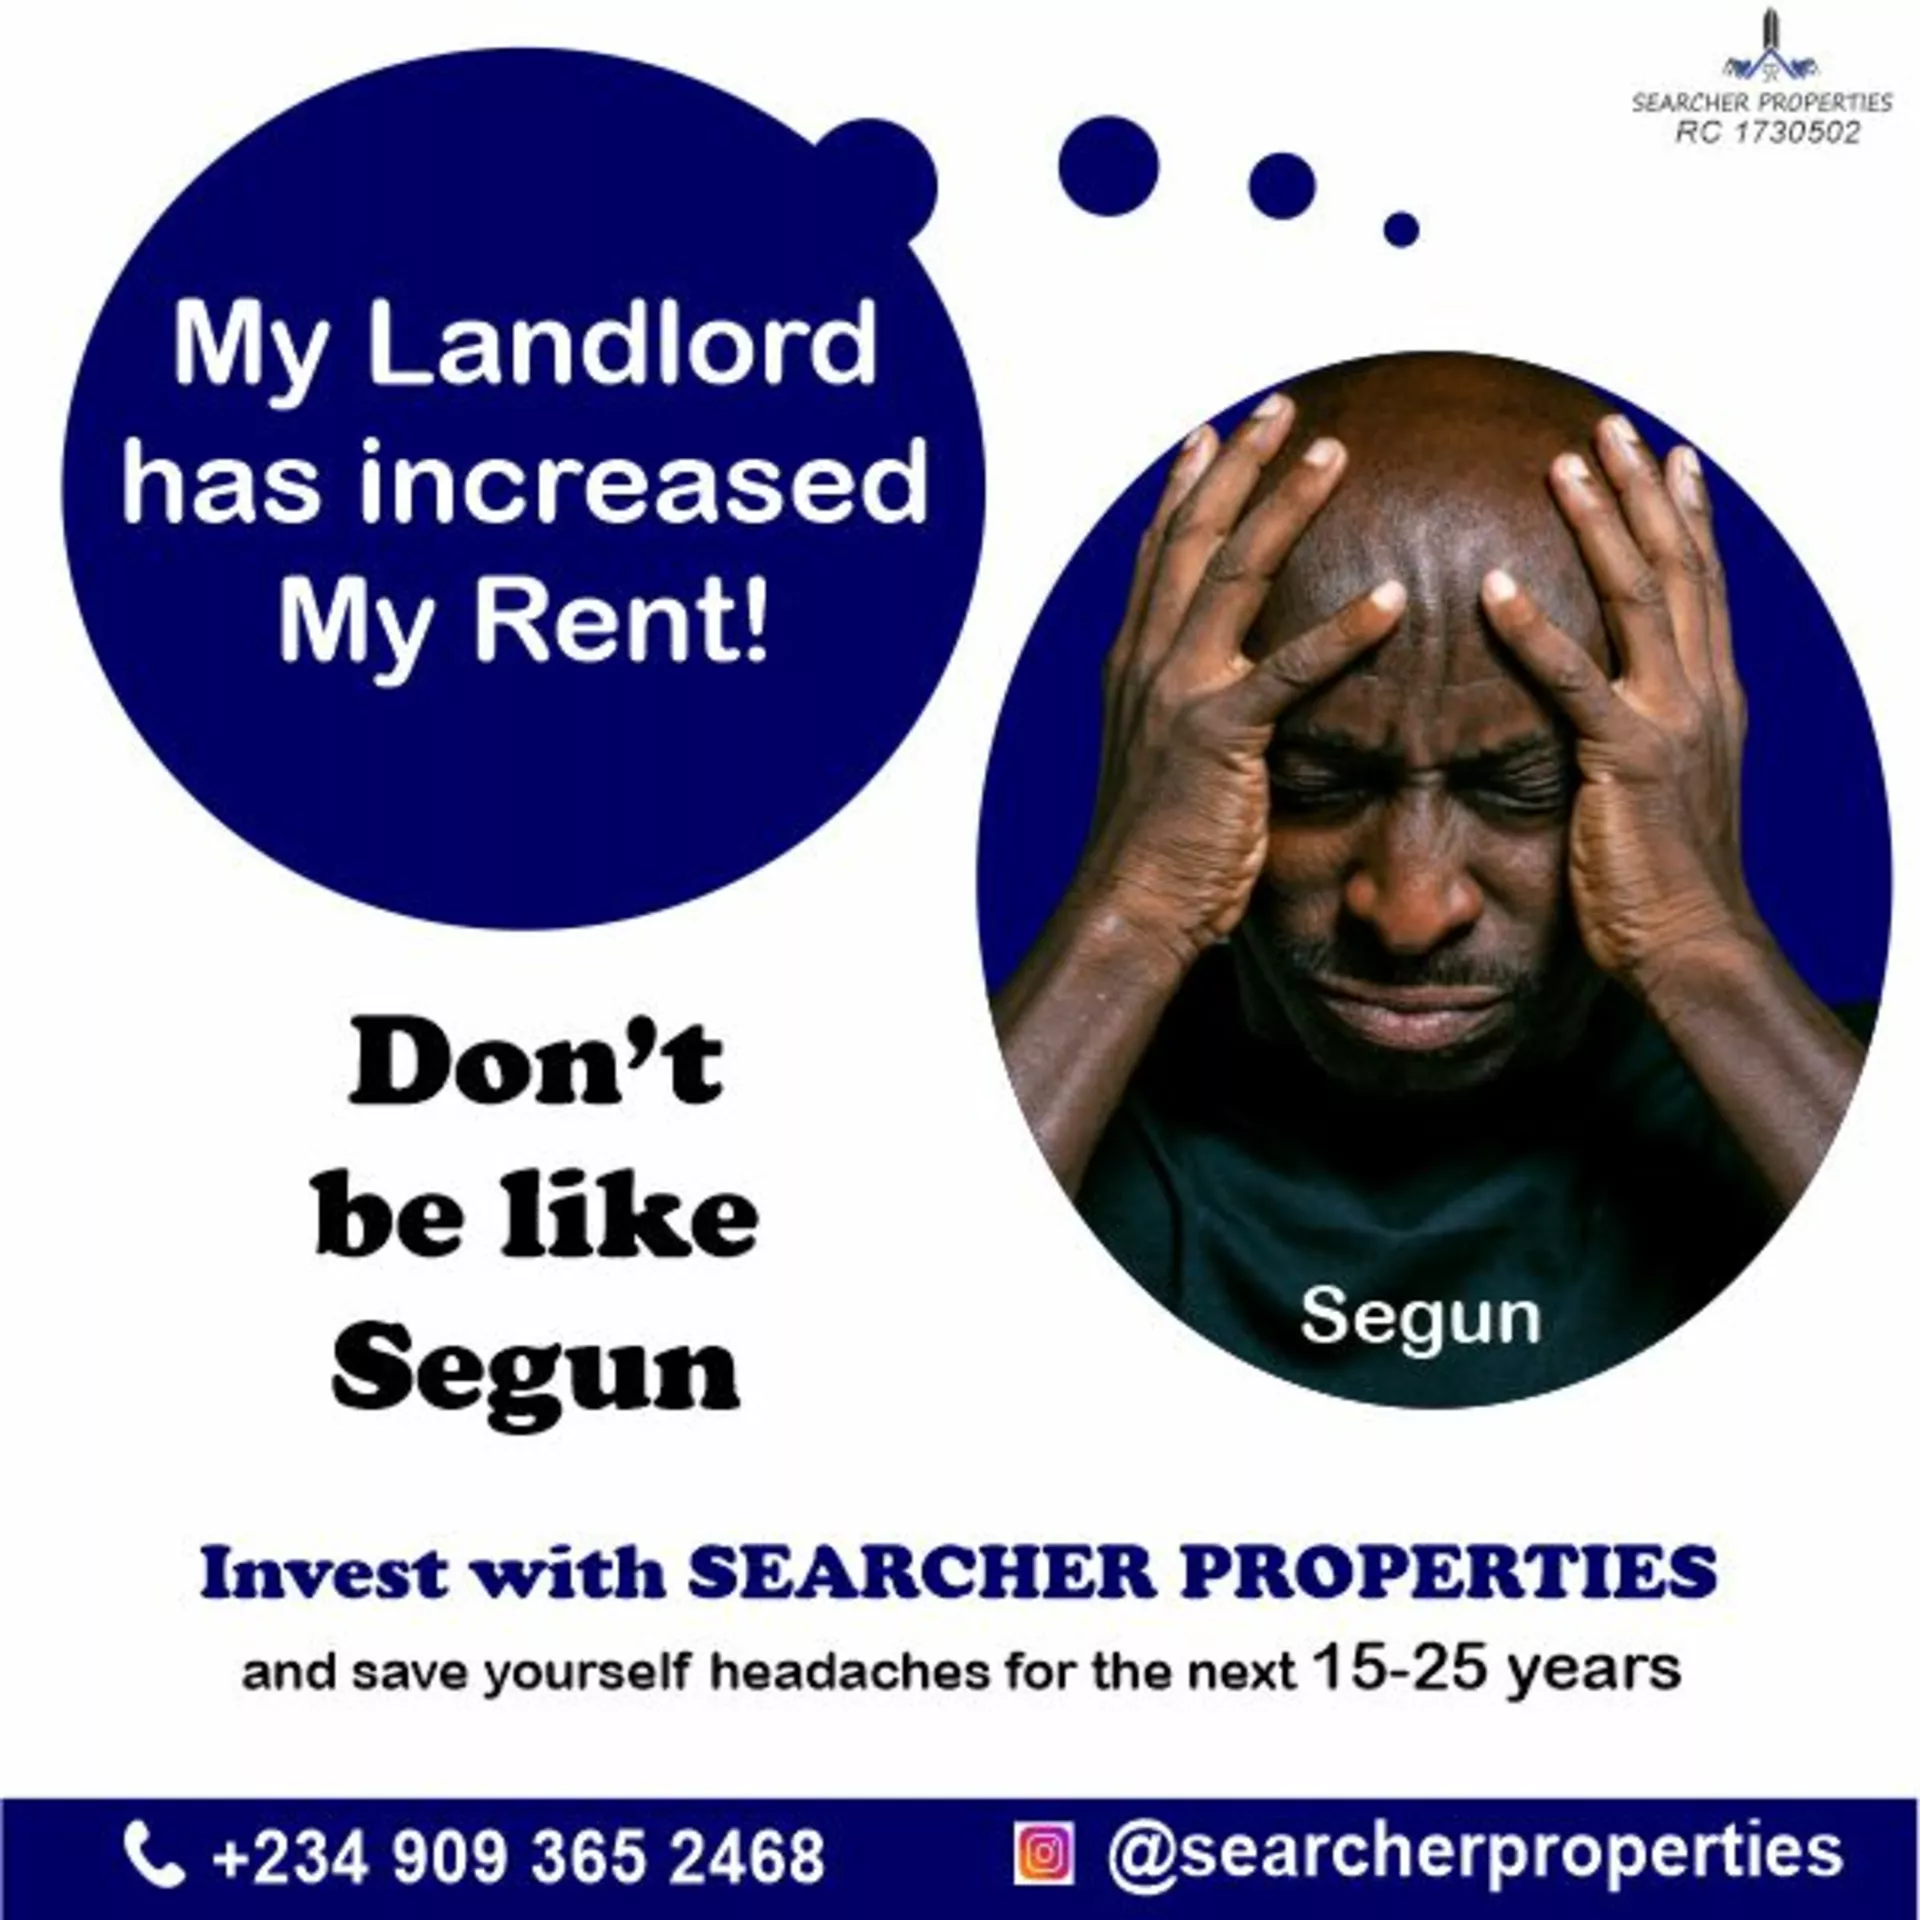 SEARCHER PROPERTIES
RC 1730502
My Landlord
has increased
My Rent!
Segun
Don't
be like
Segun
Invest with SEARCHER PROPERTIES
and save yourself headaches for the next 15-25 years
+234 909 365 2468
@searcherproperties